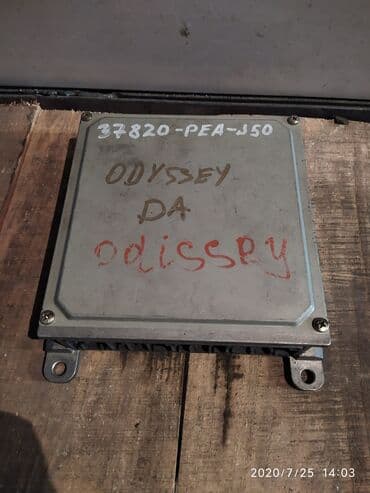 37820-PEA-J50
ODYSSEY
DA
ODiSSEY
2020/7/25 14:03